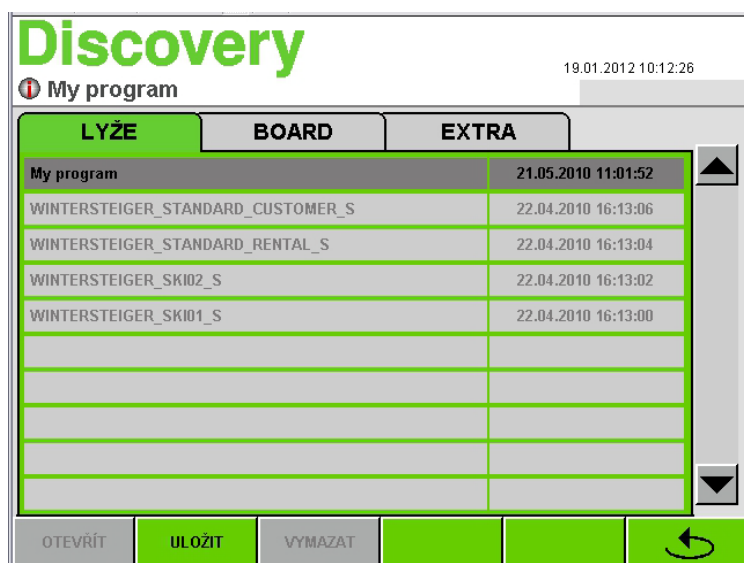 Discovery
19.01.2012 10:12:26
My program
LYŽE BOARD EXTRA
My program 21.05.2010 11:01:52
WINTERSTEIGER_STANDARD_CUSTOMER_S 22.04.2010 16:13:06
WINTERSTEIGER_STANDARD_RENTAL_S 22.04.2010 16:13:04
WINTERSTEIGER_SKI02_S 22.04.2010 16:13:02
WINTERSTEIGER_SKI01_S 22.04.2010 16:13:00
OTEVŘÍT ULOŽIT VYMAZAT